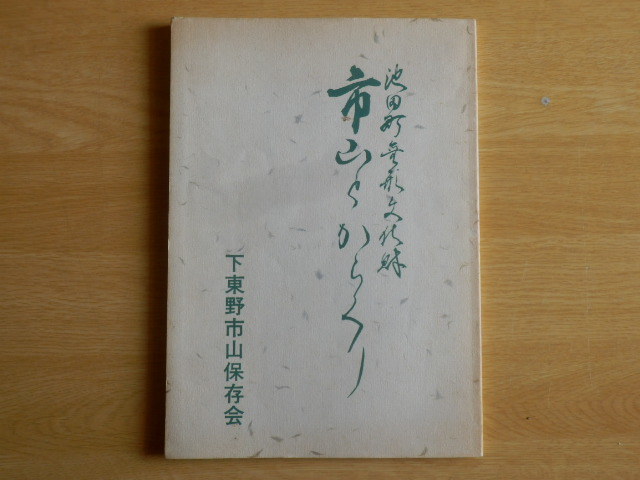 池田町無形文化財
市山とからくり
下東野市山保存会